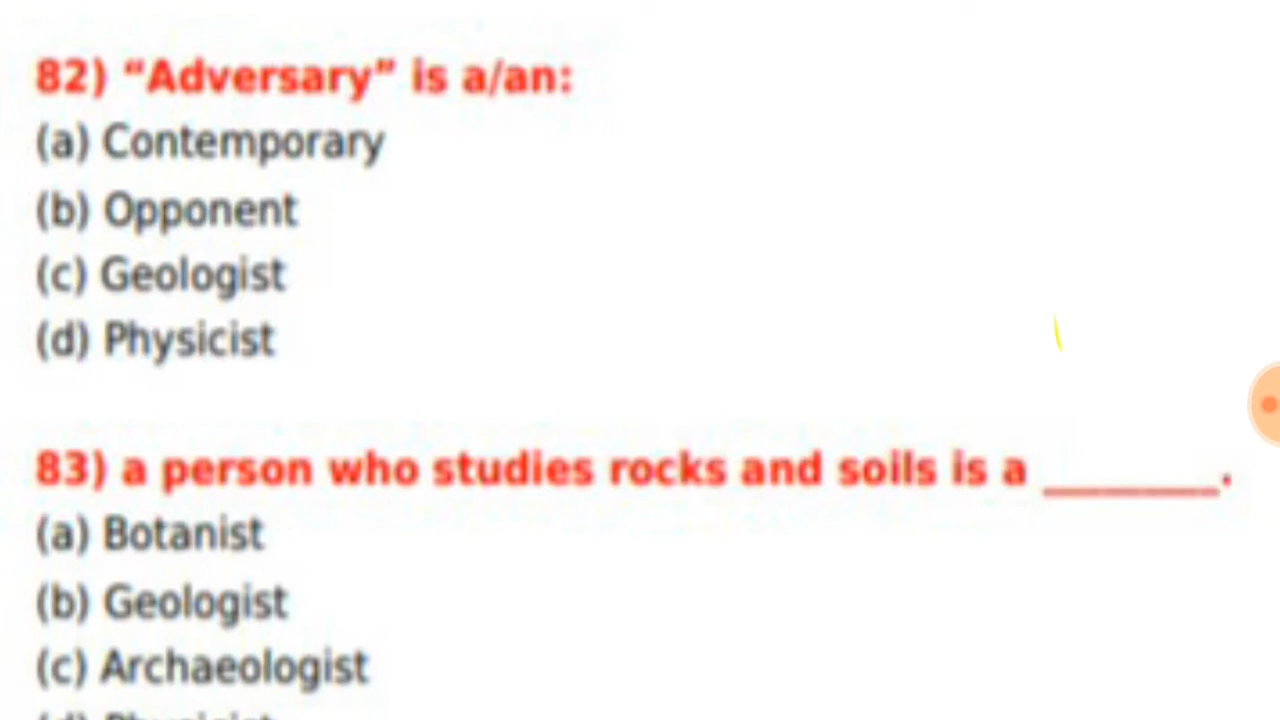 82) “Adversary” is a/an:
(a) Contemporary
(b) Opponent
(c) Geologist
(d) Physicist
83) a person who studies rocks and soils is a ________.
(a) Botanist
(b) Geologist
(c) Archaeologist
(d) Physicist